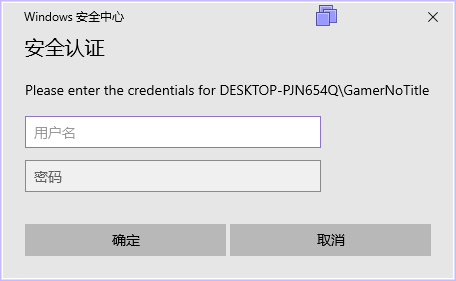 Windows 安全中心
安全认证
Please enter the credentials for DESKTOP-PJN654Q\GamerNoTitle
用户名
密码
确定
取消